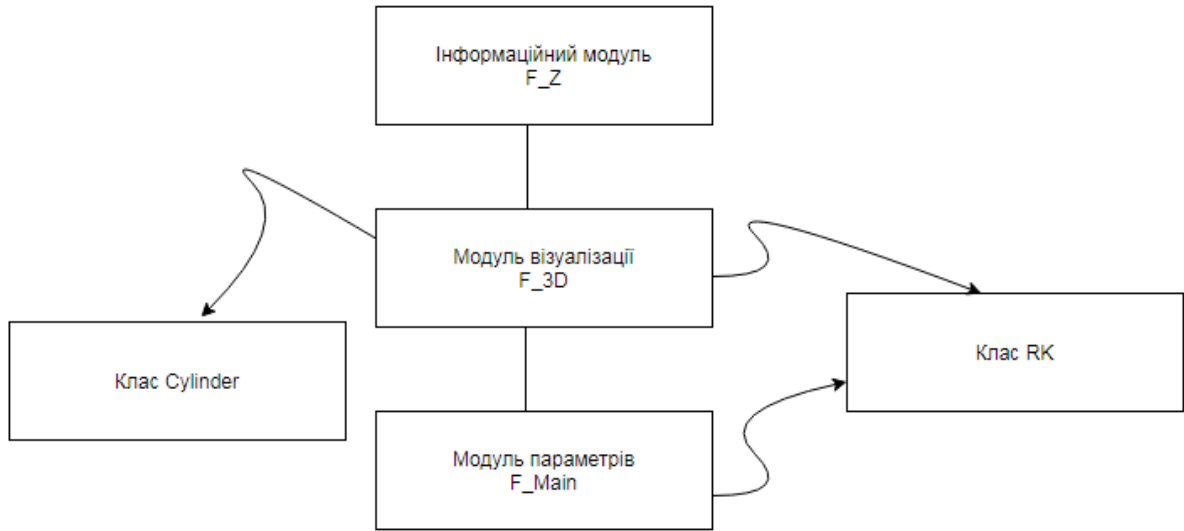 Інформаційний модуль
F_Z
Модуль візуалізації
F_3D
Клас Cylinder
Клас RK
Модуль параметрів
F_Main